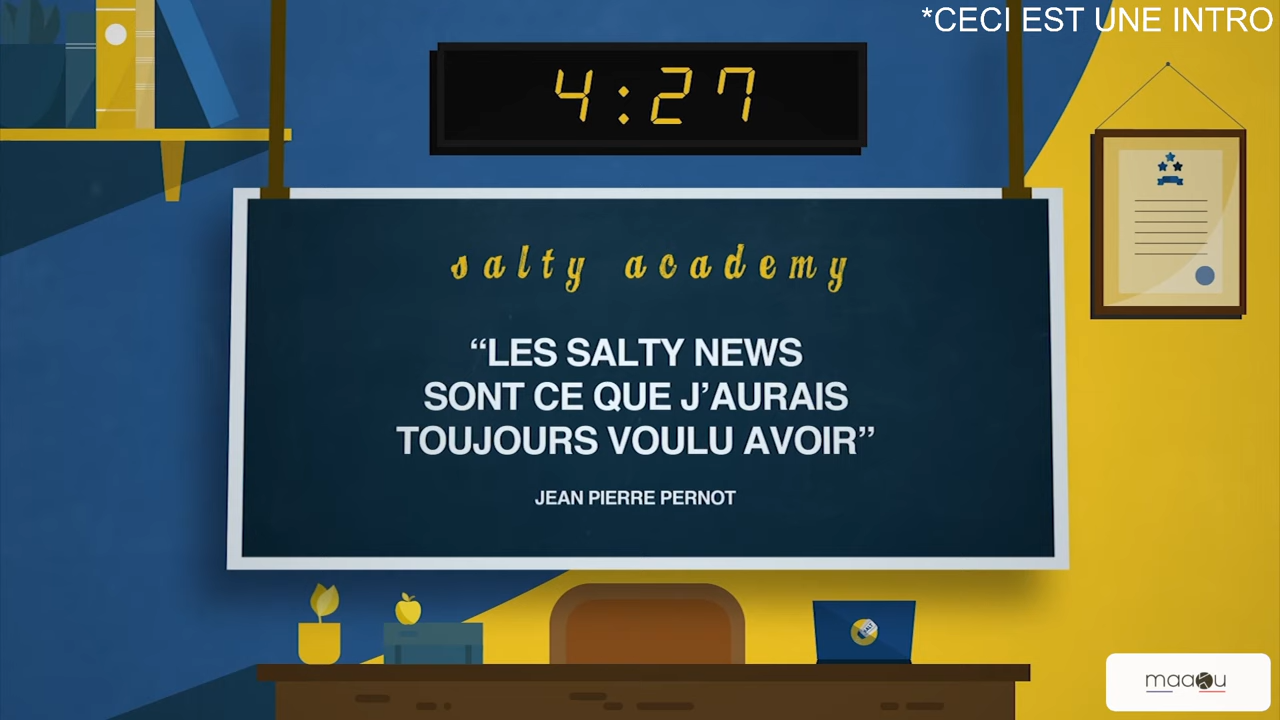 *CECI EST UNE INTRO
4:27
salty academy
“LES SALTY NEWS
SONT CE QUE J’AURAIS
TOUJOURS VOULU AVOIR”
JEAN PIERRE PERNOT
maaKu